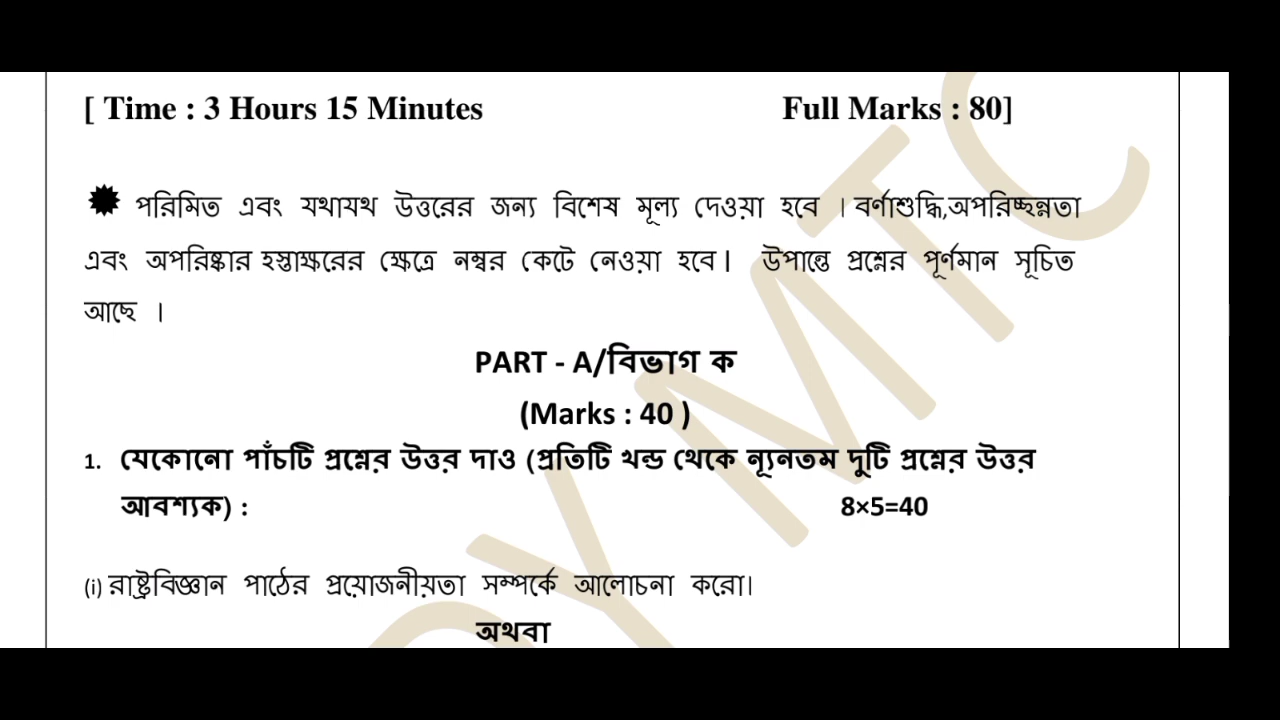 [ Time : 3 Hours 15 Minutes Full Marks : 80]
পরিমিত এবং যথাযথ উত্তরের জন্য বিশেষ মূল্য দেওয়া হবে । বর্ণাশুদ্ধি,অপরিচ্ছন্নতা
এবং অপরিষ্কার হস্তাক্ষরের ক্ষেত্রে নম্বর কেটে নেওয়া হবে। উপান্তে প্রশ্নের পূর্ণমান সূচিত
আছে ।
PART - A/বিভাগ ক
(Marks : 40 )
1. যেকোনো পাঁচটি প্রশ্নের উত্তর দাও (প্রতিটি খন্ড থেকে ন্যূনতম দুটি প্রশ্নের উত্তর
আবশ্যক) : 8×5=40
(i) রাষ্ট্রবিজ্ঞান পাঠের প্রয়োজনীয়তা সম্পর্কে আলোচনা করো।
অথবা